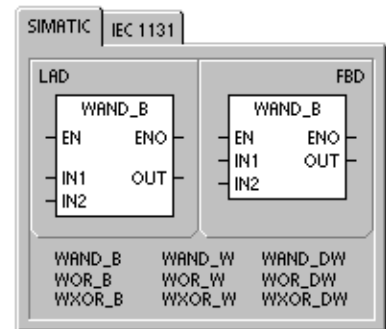 SIMATIC IEC 1131
LAD FBD
WAND_B WAND_B
EN ENO EN ENO
IN1 OUT IN1 OUT
IN2 IN2
WAND_B WAND_W WAND_DW
WOR_B WOR_W WOR_DW
WXOR_B WXOR_W WXOR_DW